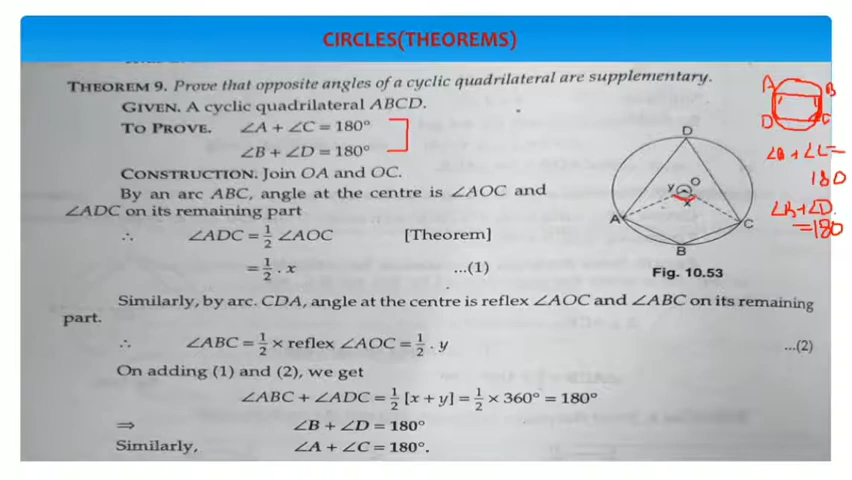 CIRCLES(THEOREMS)
THEOREM 9. Prove that opposite angles of a cyclic quadrilateral are supplementary.
GIVEN. A cyclic quadrilateral ABCD.
TO PROVE. ∠A + ∠C = 180°
∠B + ∠D = 180°
CONSTRUCTION. Join OA and OC.
By an arc ABC, angle at the centre is ∠AOC and
∠ADC on its remaining part
∴ ∠ADC = 1/2 ∠AOC [Theorem]
= 1/2 . x ...(1)
D
O
y
x
A
C
B
Fig. 10.53
Similarly, by arc. CDA, angle at the centre is reflex ∠AOC and ∠ABC on its remaining
part.
∴ ∠ABC = 1/2 × reflex ∠AOC = 1/2 . y ...(2)
On adding (1) and (2), we get
∠ABC + ∠ADC = 1/2 [x + y] = 1/2 × 360° = 180°
⇒ ∠B + ∠D = 180°
Similarly, ∠A + ∠C = 180°.
A B
D C
+ ∠C =
180
∠B + ∠D.
= 180